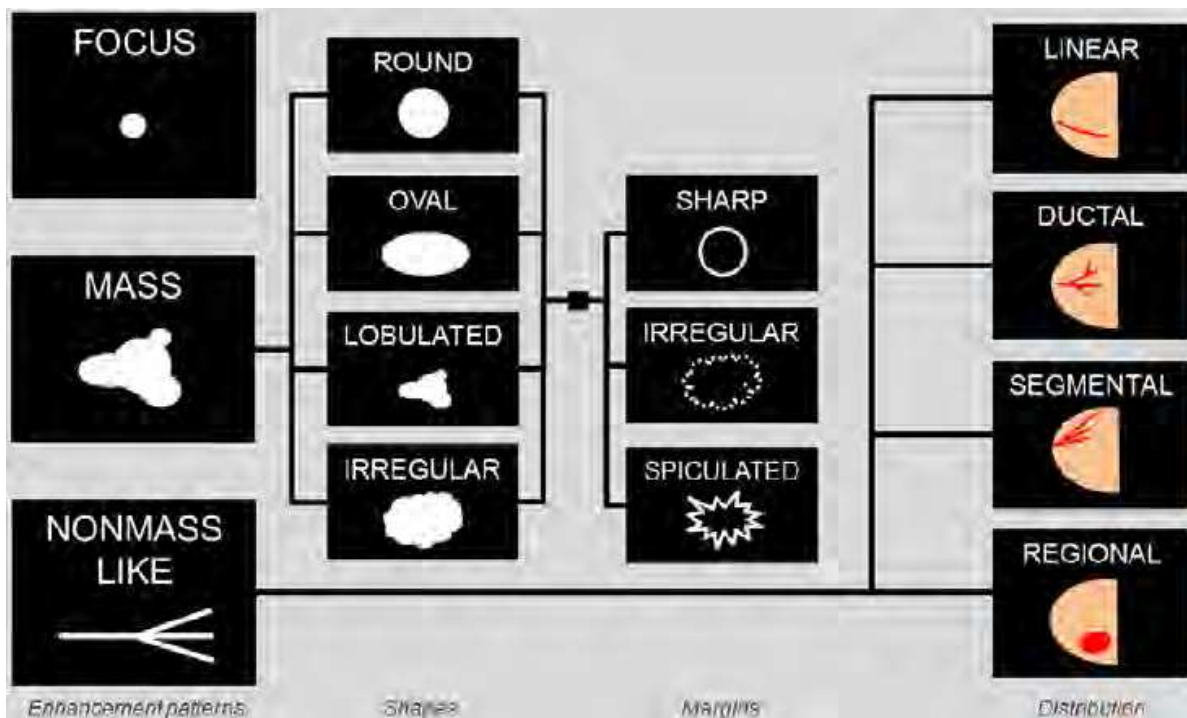 FOCUS
MASS
NONMASS
LIKE
Enhancement patterns
ROUND
OVAL
LOBULATED
IRREGULAR
Shapes
SHARP
IRREGULAR
SPICULATED
Margins
LINEAR
DUCTAL
SEGMENTAL
REGIONAL
Distribution